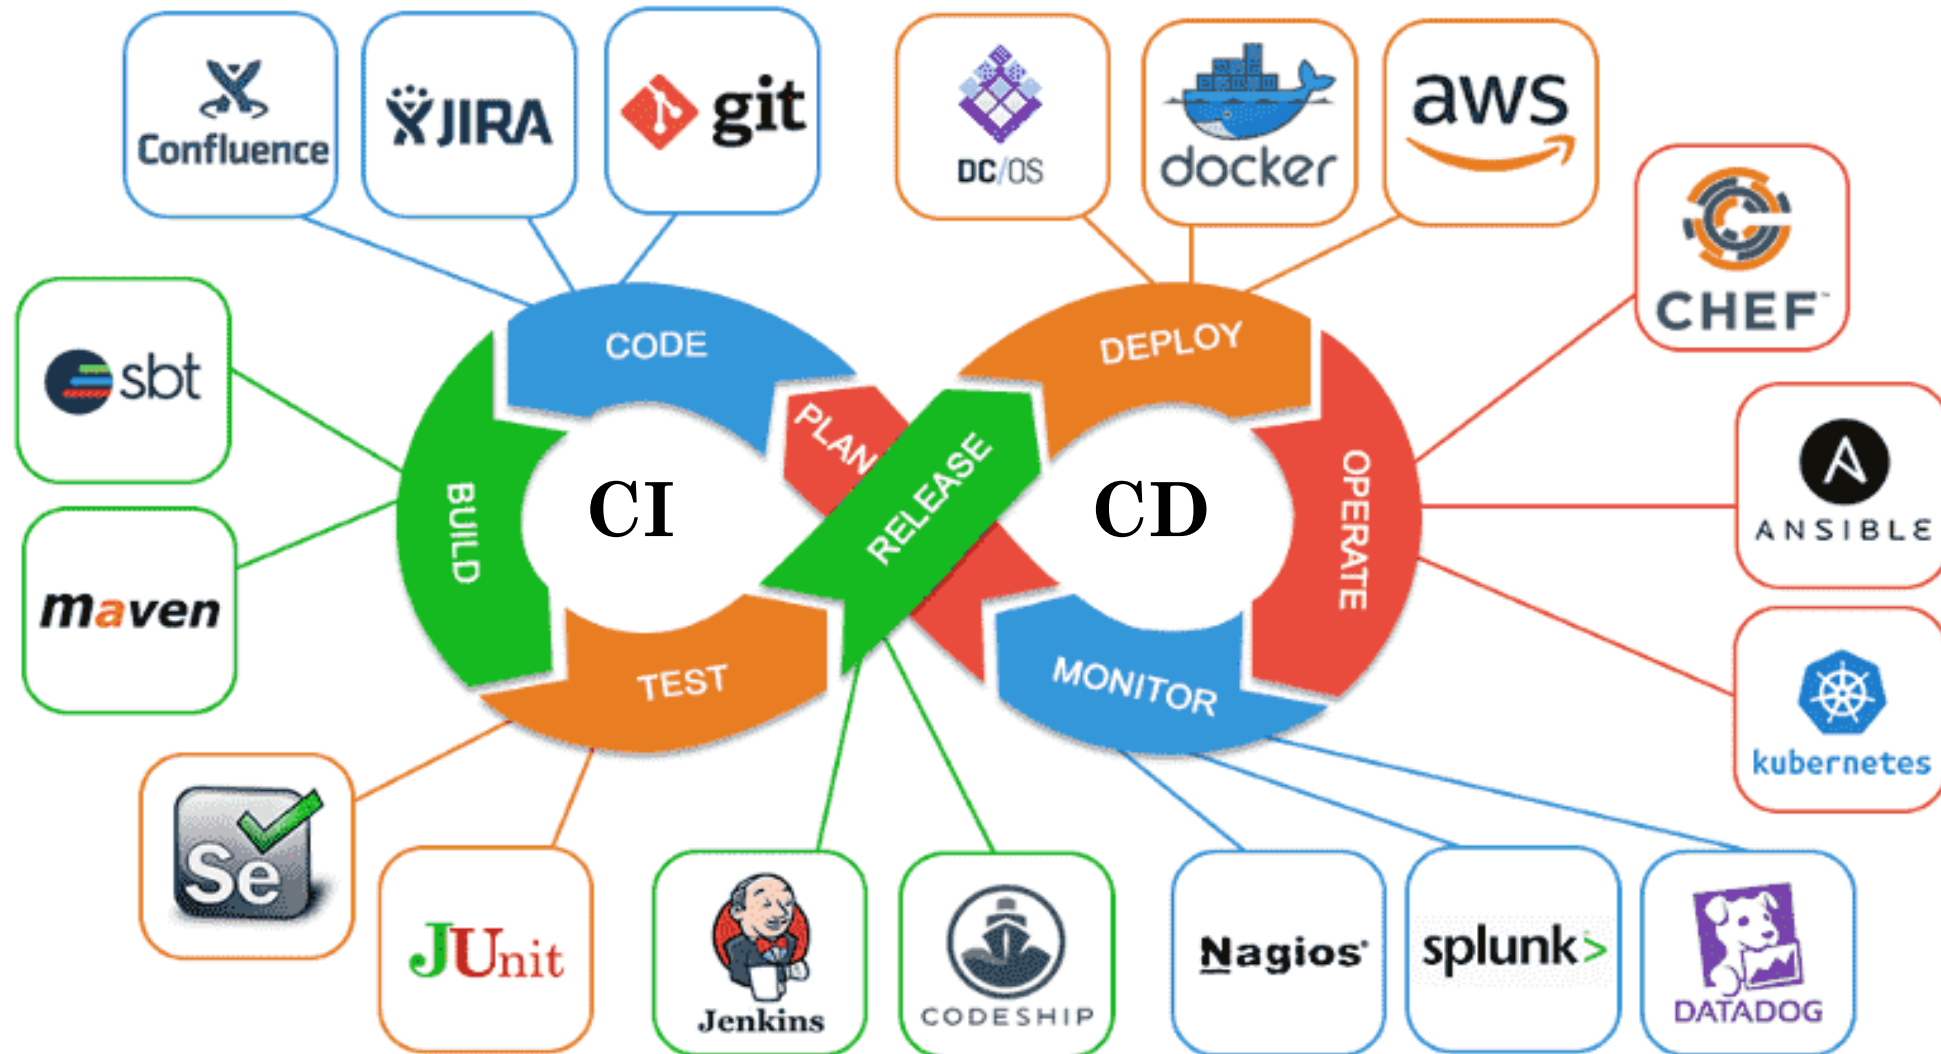 Confluence
JIRA
git
DC/OS
docker
aws
CHEF™
sbt
CODE
DEPLOY
PLAN
BUILD
CI
RELEASE
CD
OPERATE
ANSIBLE
maven
TEST
MONITOR
kubernetes
Se
JUnit
Jenkins
CODESHIP
Nagios®
splunk>
DATADOG